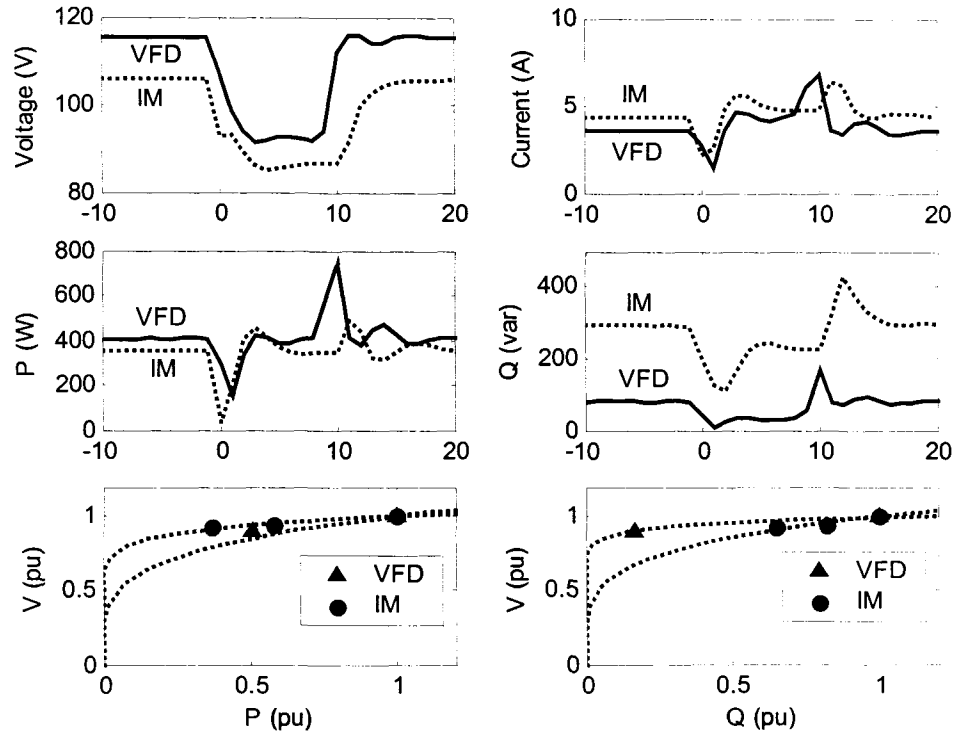 120
VFD
100
IM
80
Voltage (V)
-10 0 10 20
10
IM
5
VFD
0
Current (A)
-10 0 10 20
800
600
VFD
400
IM
200
0
P (W)
-10 0 10 20
400
IM
200
VFD
0
Q (var)
-10 0 10 20
1
0.5
0
V (pu)
VFD
IM
0 0.5 1
P (pu)
1
0.5
0
V (pu)
VFD
IM
0 0.5 1
Q (pu)